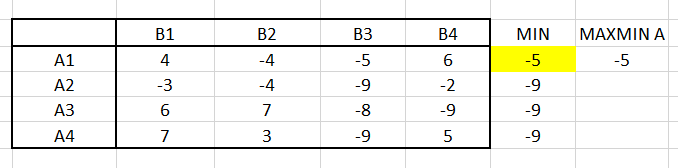 B1 B2 B3 B4 MIN MAXMIN A
A1 4 -4 -5 6 -5 -5
A2 -3 -4 -9 -2 -9
A3 6 7 -8 -9 -9
A4 7 3 -9 5 -9